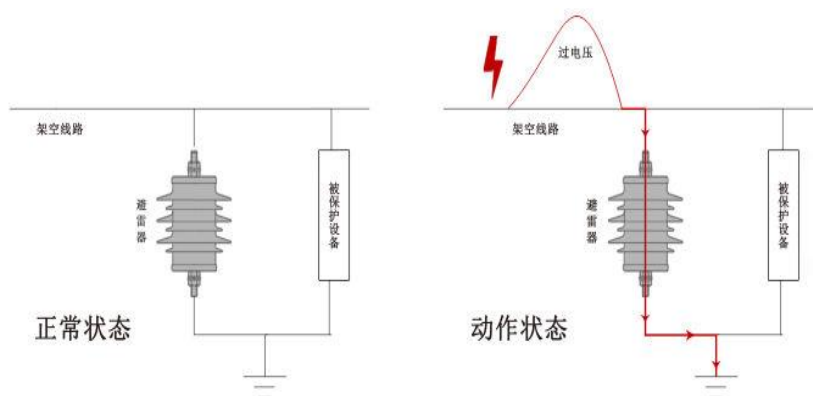 架空线路
避雷器
被保护设备
正常状态
过电压
架空线路
避雷器
被保护设备
动作状态